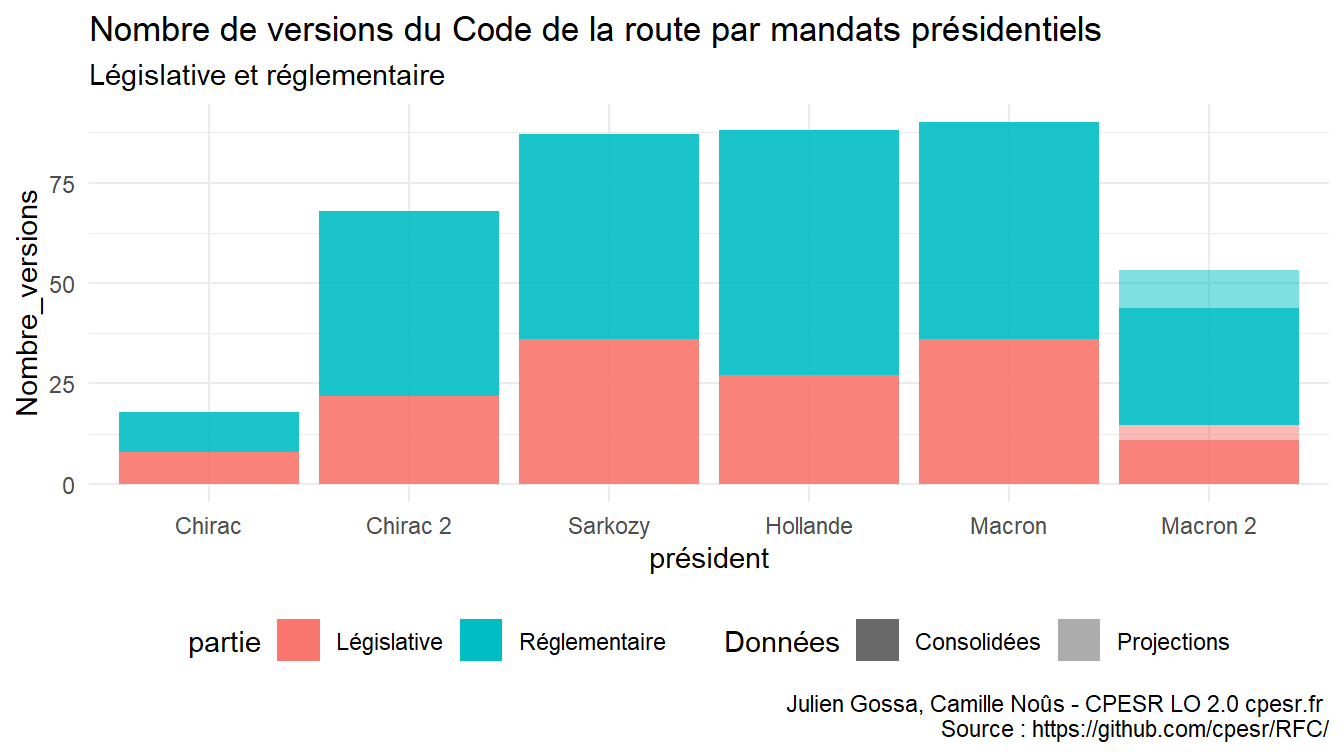 Nombre de versions du Code de la route par mandats présidentiels
Législative et réglementaire
Nombre_versions
75
50
25
0
Chirac
Chirac 2
Sarkozy
Hollande
Macron
Macron 2
président
partie
Législative
Réglementaire
Données
Consolidées
Projections
Julien Gossa, Camille Noûs - CPESR LO 2.0 cpesr.fr
Source : https://github.com/cpesr/RFC/